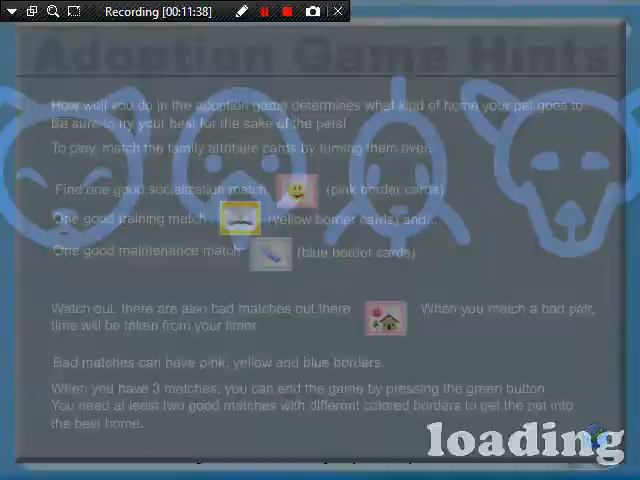 Recording [00:11:38]
Adoption Game Hints
How well you do in the adoption game determines what kind of home your pet goes to.
Be sure to try your best for the sake of the pets!
To play, match the family attribute cards by turning them over.
Find one good socialization match (pink border cards)
One good training match (yellow border cards) and...
One good maintenance match (blue border cards)
Watch out, there are also bad matches out there When you match a bad pair,
time will be taken from your timer
Bad matches can have pink, yellow and blue borders.
When you have 3 matches, you can end the game by pressing the green button.
You need at least two good matches with different colored borders to get the pet into
the best home.
loading